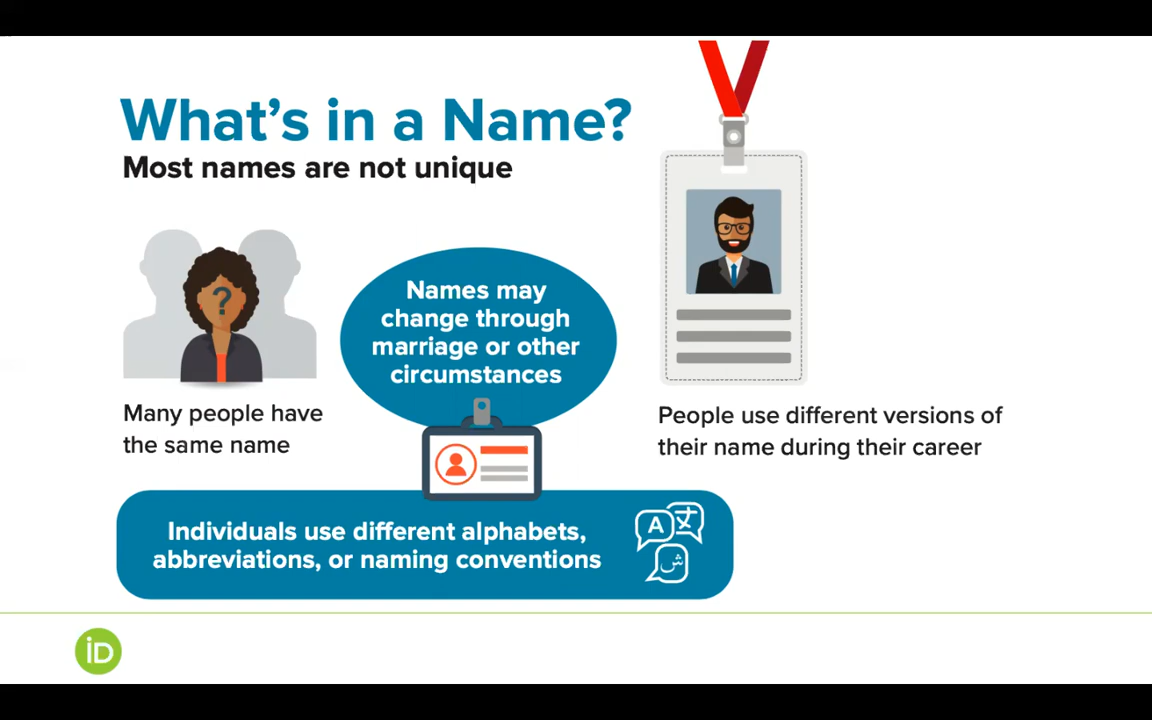 What's in a Name?
Most names are not unique
?
Names may
change through
marriage or other
circumstances
Many people have
the same name
People use different versions of
their name during their career
Individuals use different alphabets,
abbreviations, or naming conventions
A
文
ش
iD